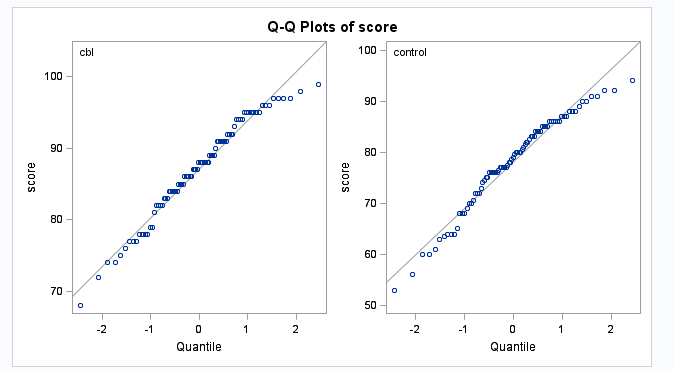 Q-Q Plots of score
cbl
100
90
80
70
score
-2 -1 0 1 2
Quantile
control
100
90
80
70
60
50
score
-2 -1 0 1 2
Quantile